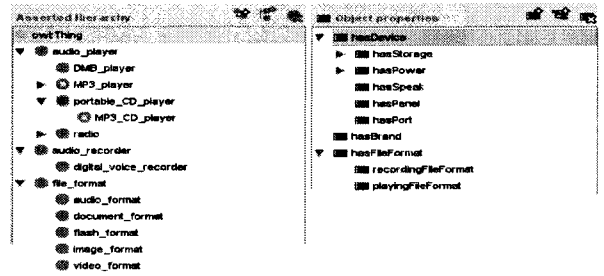 Asserted Hierarchy
owl:Thing
audio_player
DMB_player
MP3_player
portable_CD_player
MP3_CD_player
radio
audio_recorder
digital_voice_recorder
file_format
audio_format
document_format
flash_format
image_format
video_format
Object properties
hasDevice
hasStorage
hasPower
hasSpeak
hasPanel
hasPort
hasBrand
hasFileFormat
recordingFileFormat
playingFileFormat